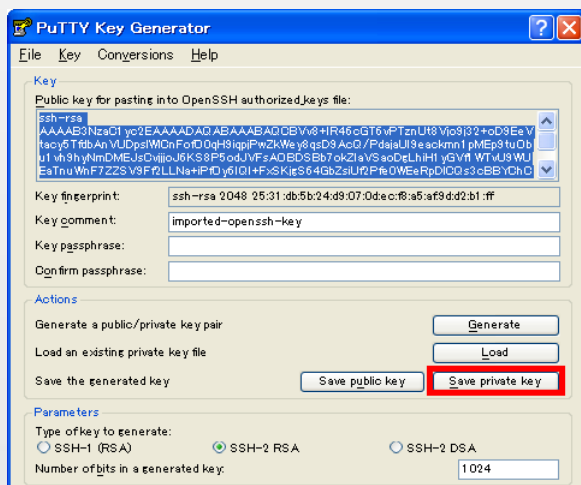 PuTTY Key Generator
File Key Conversions Help
Key
Public key for pasting into OpenSSH authorized_keys file:
ssh-rsa
Key fingerprint: ssh-rsa 2048 25:31:db:5b:24:d9:07:0d:ec:f8:a5:af:9d:d2:b1:ff
Key comment: imported-openssh-key
Key passphrase:
Confirm passphrase:
Actions
Generate a public/private key pair Generate
Load an existing private key file Load
Save the generated key Save public key Save private key
Parameters
Type of key to generate:
SSH-1 (RSA) SSH-2 RSA SSH-2 DSA
Number of bits in a generated key: 1024